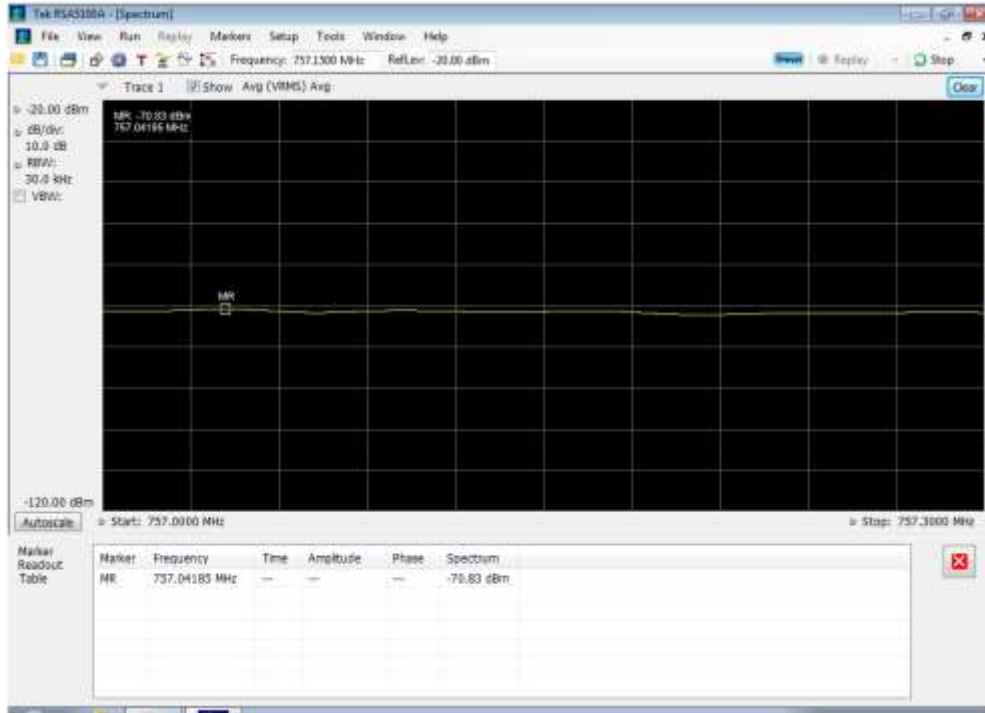 Tek RSA5100A - [Spectrum]
File View Run Replay Markers Setup Tools Window Help
Frequency: 757.1500 MHz RefLev: -20.00 dBm Preset Replay Stop
Trace 1 Show Avg (VRMS) Avg Clear
-20.00 dBm
dB/div:
10.0 dB
RBW:
30.0 kHz
VBW:
MR: -70.83 dBm
757.04185 MHz
MR
-120.00 dBm
Autoscale Start: 757.0000 MHz Stop: 757.3000 MHz
Marker
Readout
Table
Marker Frequency Time Amplitude Phase Spectrum
MR 757.04185 MHz --- --- --- -70.83 dBm